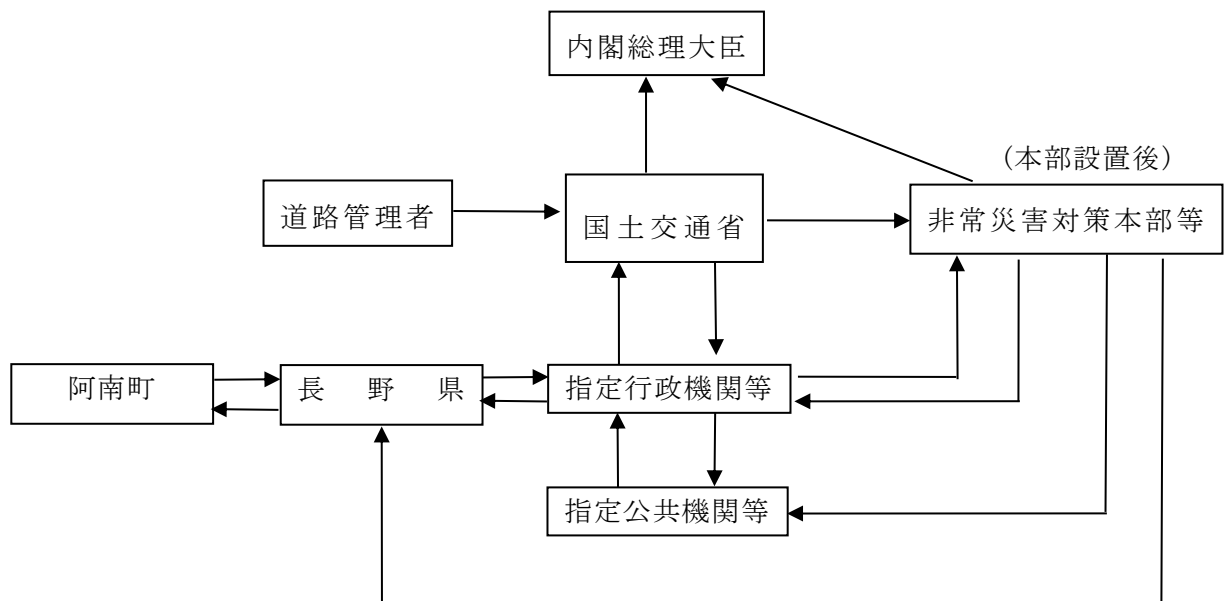 内閣総理大臣
（本部設置後）
道路管理者
国土交通省
非常災害対策本部等
阿南町
長　野　県
指定行政機関等
指定公共機関等